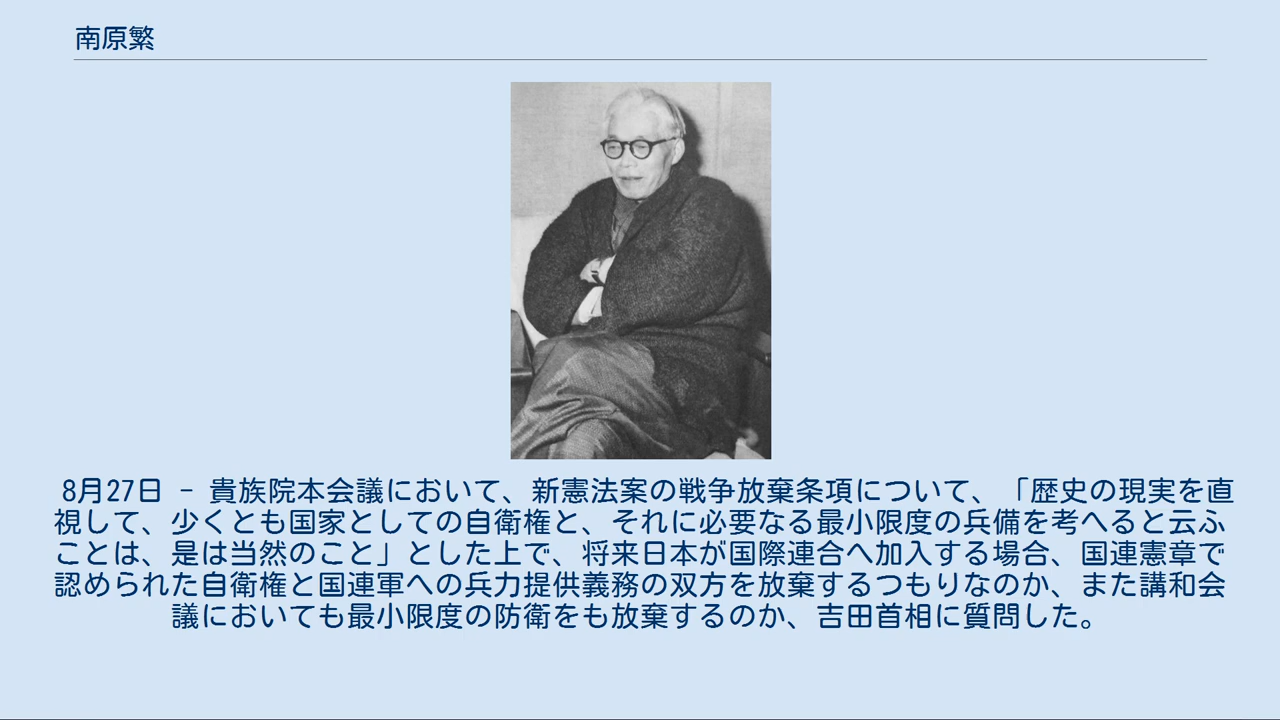 南原繁
8月27日 - 貴族院本会議において、新憲法案の戦争放棄条項について、「歴史の現実を直
視して、少くとも国家としての自衛権と、それに必要なる最小限度の兵備を考へると云ふ
ことは、是は当然のこと」とした上で、将来日本が国際連合へ加入する場合、国連憲章で
認められた自衛権と国連軍への兵力提供義務の双方を放棄するつもりなのか、また講和会
議においても最小限度の防衛をも放棄するのか、吉田首相に質問した。